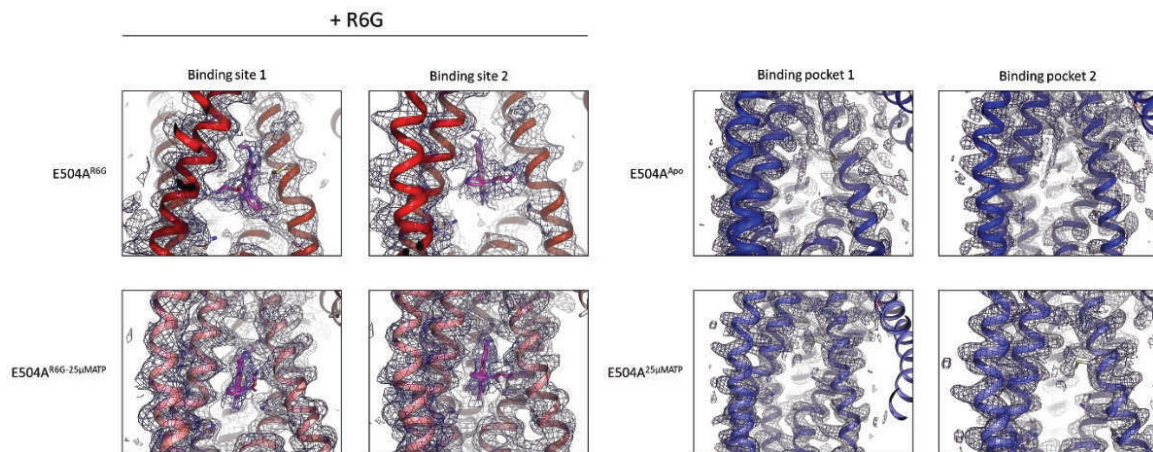 + R6G
Binding site 1
Binding site 2
Binding pocket 1
Binding pocket 2
E504A^R6G
E504A^Apo
E504A^R6G-25μMATP
E504A^25μMATP